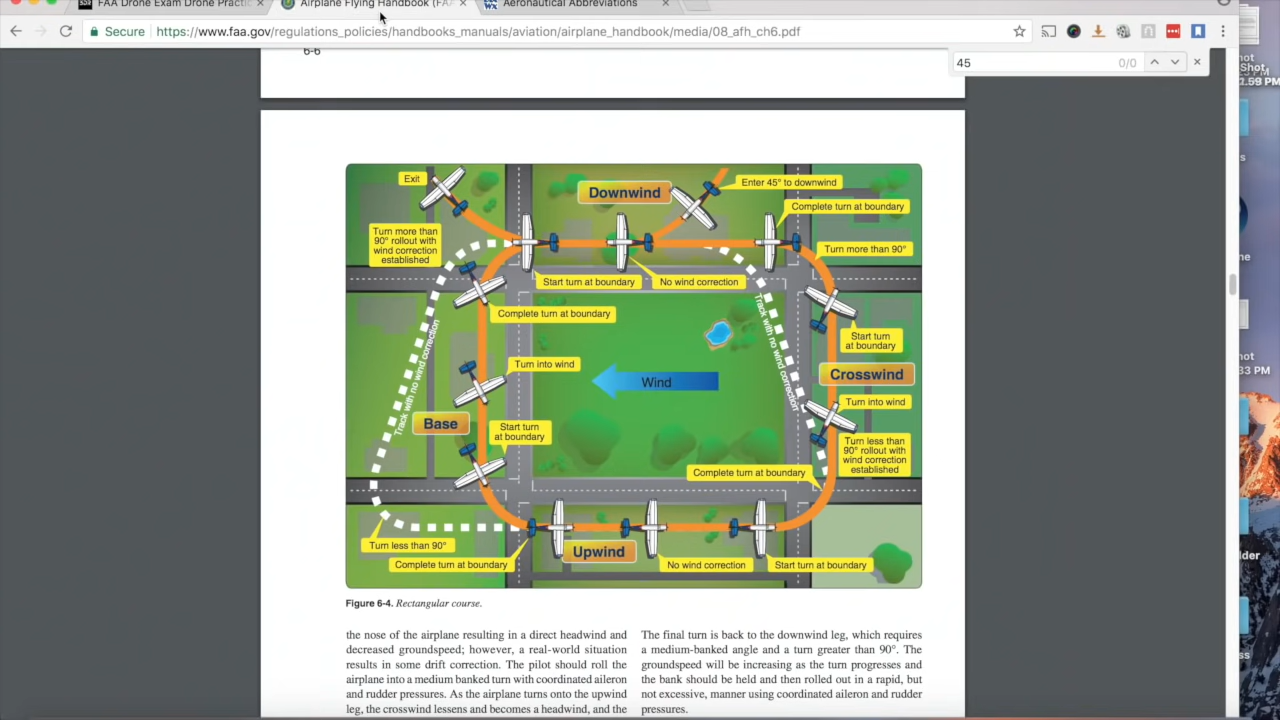 FAA Drone Exam Drone Practi
Airplane Flying Handbook (FAA
Aeronautical Abbreviations
Secure
https://www.faa.gov/regulations_policies/handbooks_manuals/aviation/airplane_handbook/media/08_afh_ch6.pdf
45
0/0
6-6
Exit
Downwind
Enter 45° to downwind
Complete turn at boundary
Turn more than
90° rollout with
wind correction
established
Turn more than 90°
Start turn at boundary
No wind correction
Complete turn at boundary
Track with no wind correction
Track with no wind correction
Start turn
at boundary
Turn into wind
Wind
Crosswind
Turn into wind
Base
Start turn
at boundary
Turn less than
90° rollout with
wind correction
established
Complete turn at boundary
Turn less than 90°
Upwind
Complete turn at boundary
No wind correction
Start turn at boundary
Figure 6-4. Rectangular course.
the nose of the airplane resulting in a direct headwind and
decreased groundspeed; however, a real-world situation
results in some drift correction. The pilot should roll the
airplane into a medium banked turn with coordinated aileron
and rudder pressures. As the airplane turns onto the upwind
leg, the crosswind lessens and becomes a headwind, and the
The final turn is back to the downwind leg, which requires
a medium-banked angle and a turn greater than 90°. The
groundspeed will be increasing as the turn progresses and
the bank should be held and then rolled out in a rapid, but
not excessive, manner using coordinated aileron and rudder
pressures.